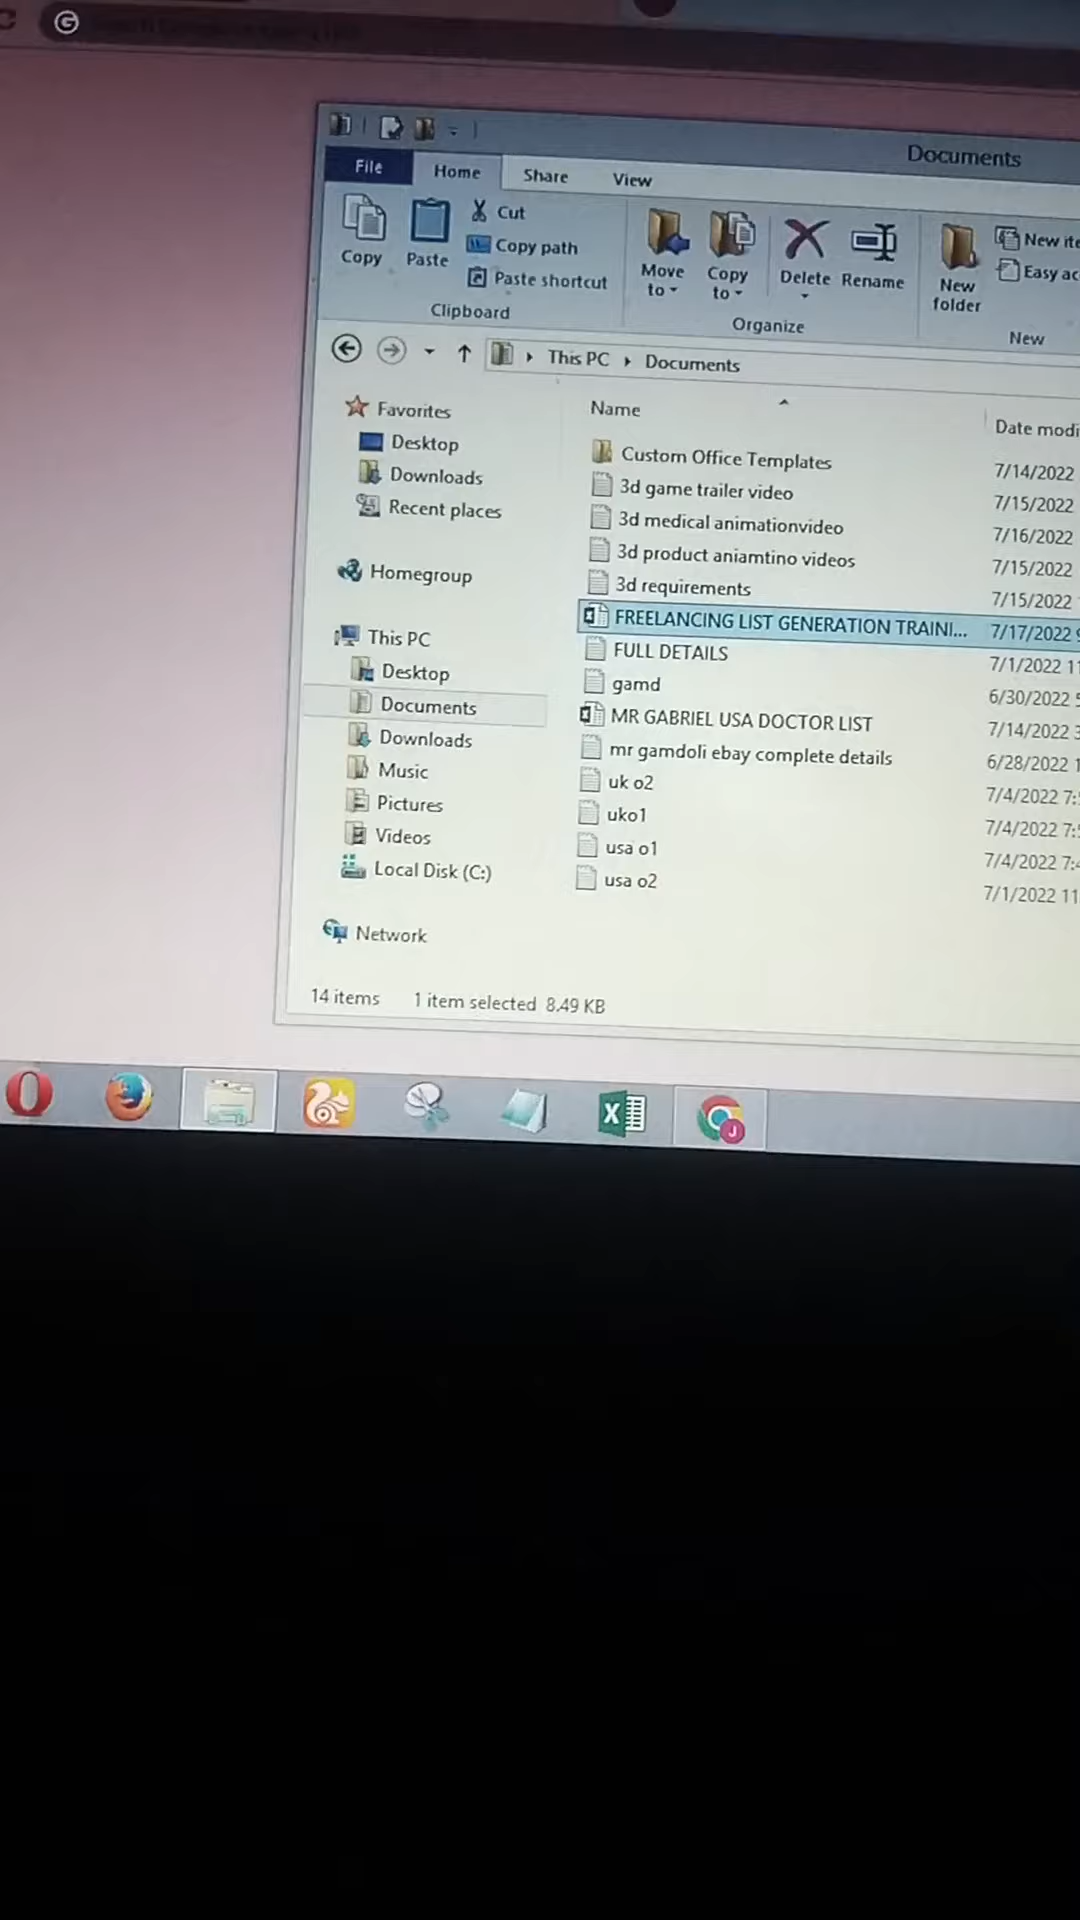 Documents
File Home Share View
Copy
Paste
Cut
Copy path
Paste shortcut
Clipboard
Move to
Copy to
Delete
Rename
Organize
New folder
New
Easy
New
This PC Documents
Favorites
Desktop
Downloads
Recent places
Homegroup
This PC
Desktop
Documents
Downloads
Music
Pictures
Videos
Local Disk (C:)
Network
Name Date modi
Custom Office Templates 7/14/2022
3d game trailer video 7/15/2022
3d medical animationvideo 7/16/2022
3d product aniamtino videos 7/15/2022
3d requirements 7/15/2022
FREELANCING LIST GENERATION TRAINI... 7/17/2022 9
FULL DETAILS 7/1/2022 11
gamd 6/30/2022 5
MR GABRIEL USA DOCTOR LIST 7/14/2022 3
mr gamdoli ebay complete details 6/28/2022 1
uk o2 7/4/2022 7:
uko1 7/4/2022 7:
usa o1 7/4/2022 7:
usa o2 7/1/2022 11
14 items 1 item selected 8.49 KB